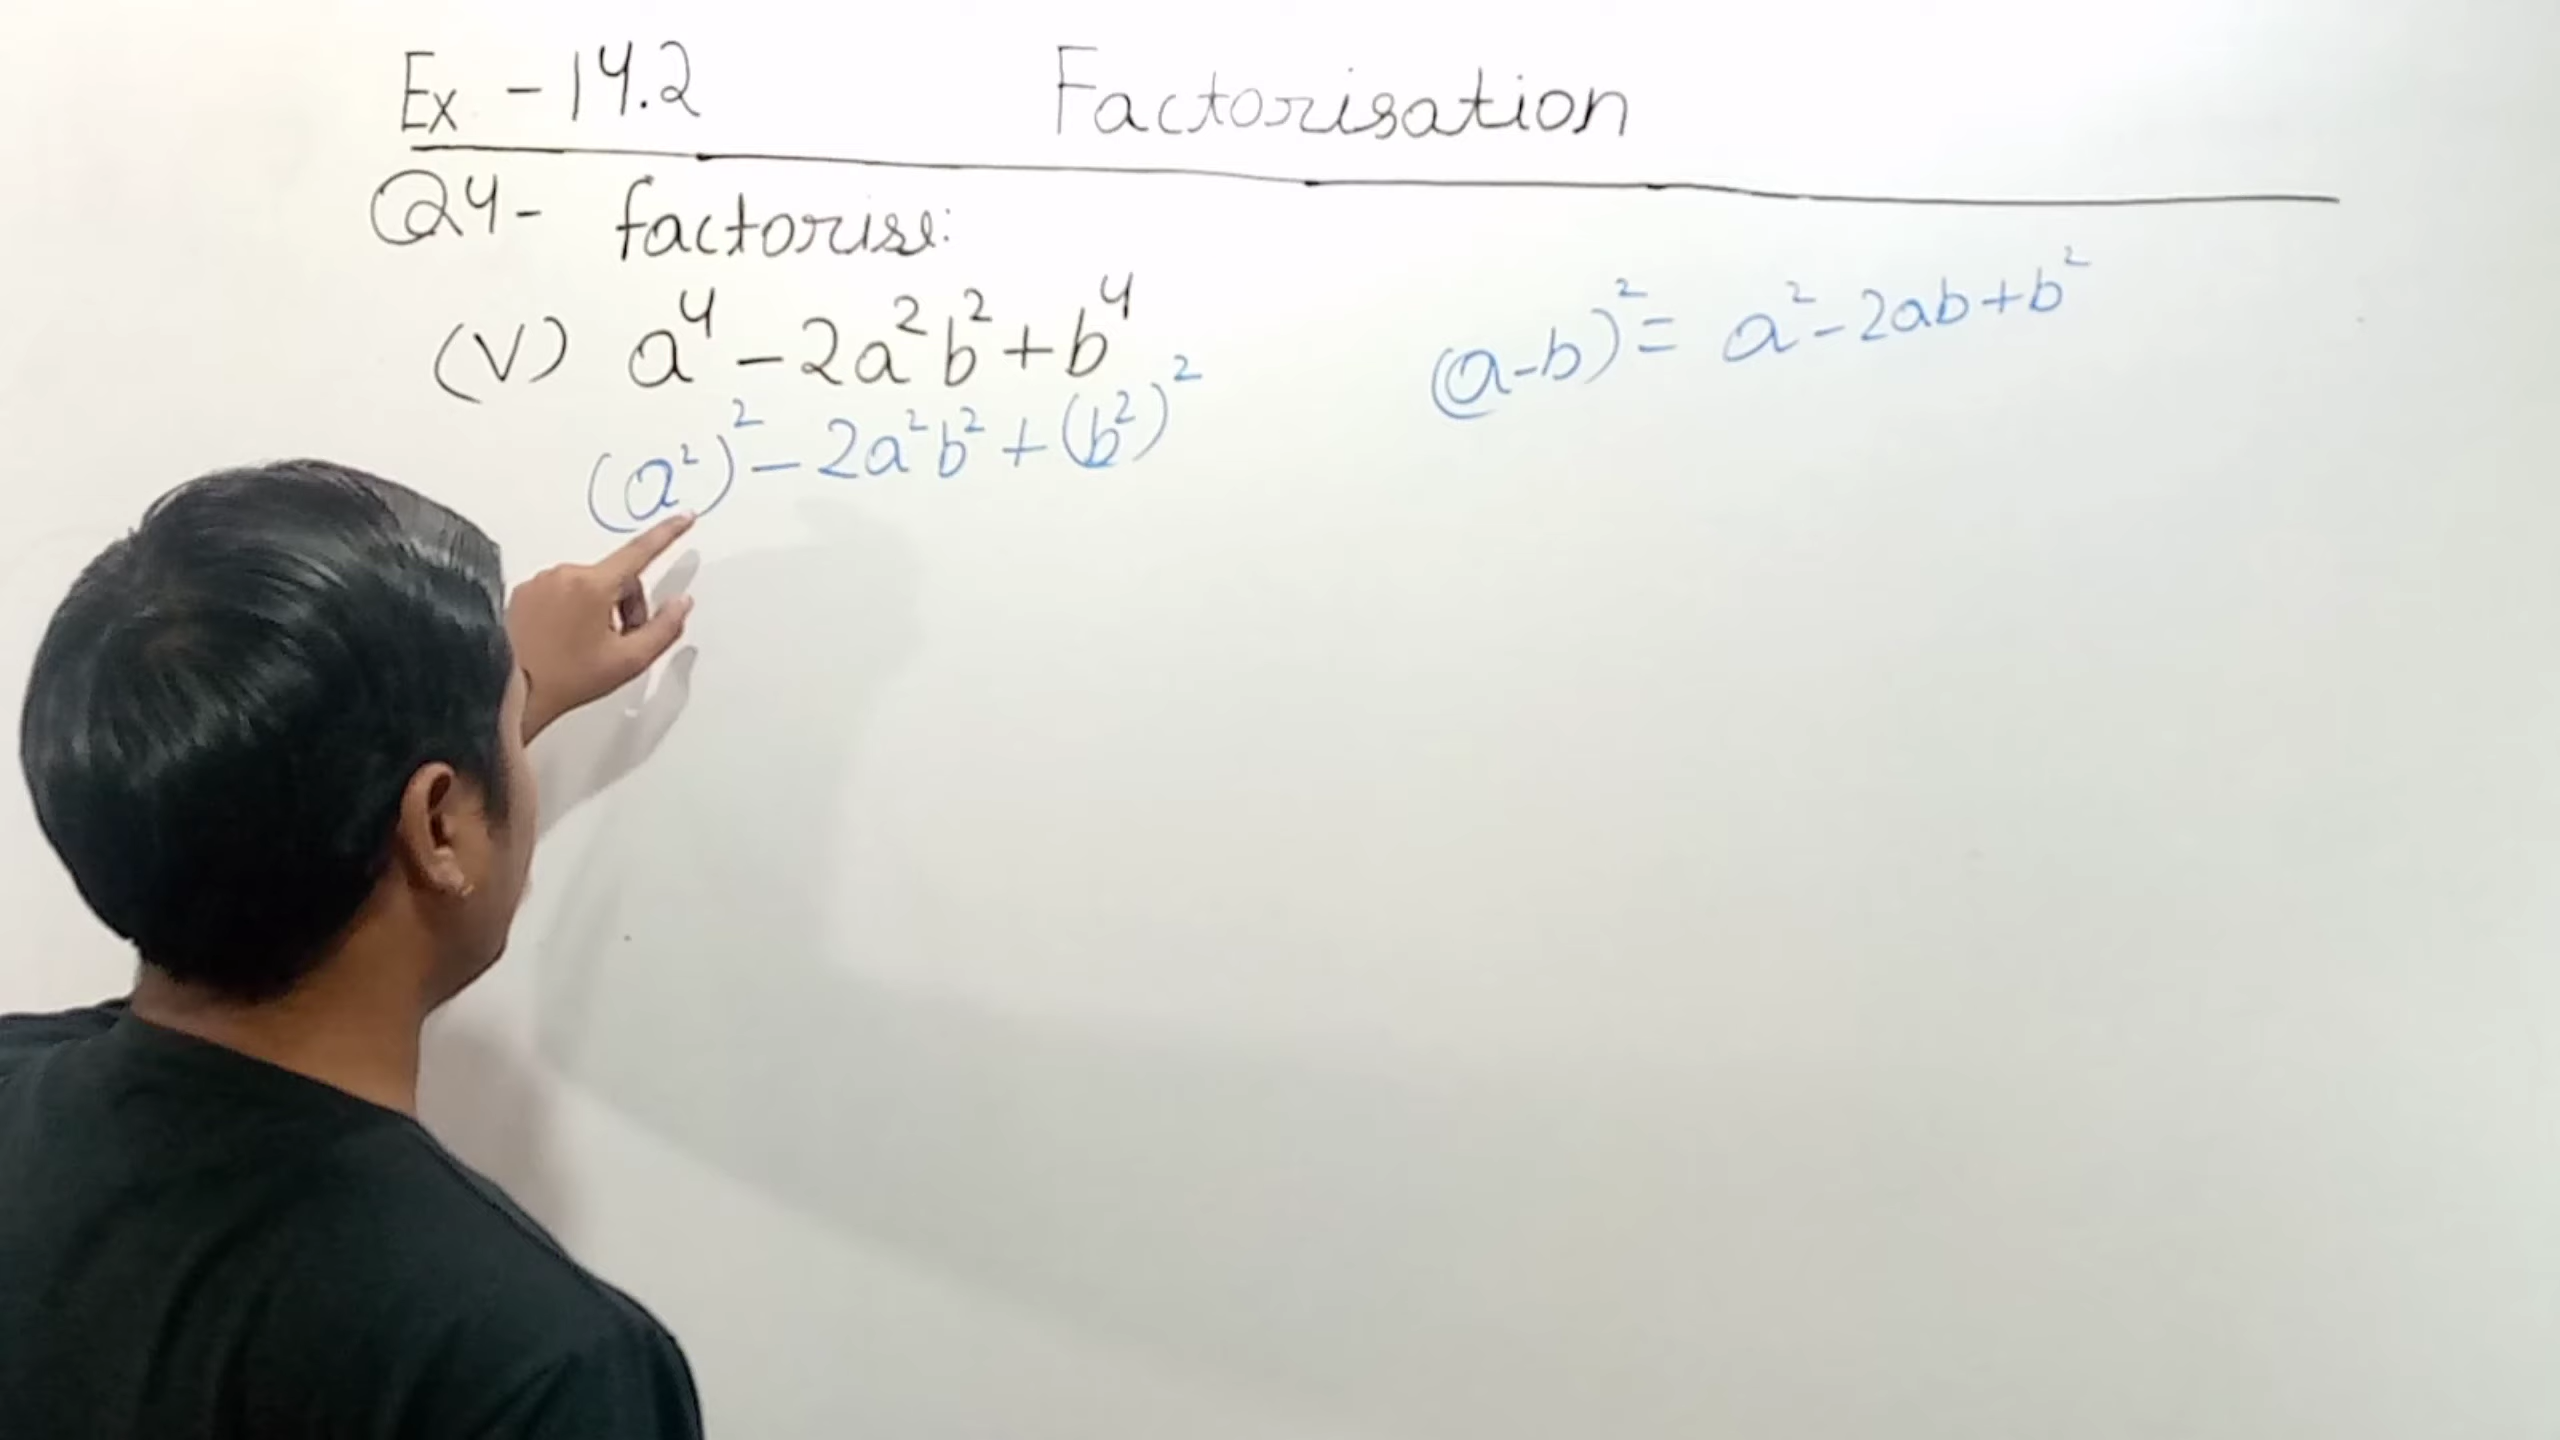 Ex - 14.2 Factorisation
Q4- factorise:
(V) a⁴ - 2a²b² + b⁴
(a-b)² = a² - 2ab + b²
(a²)² - 2a²b² + (b²)²